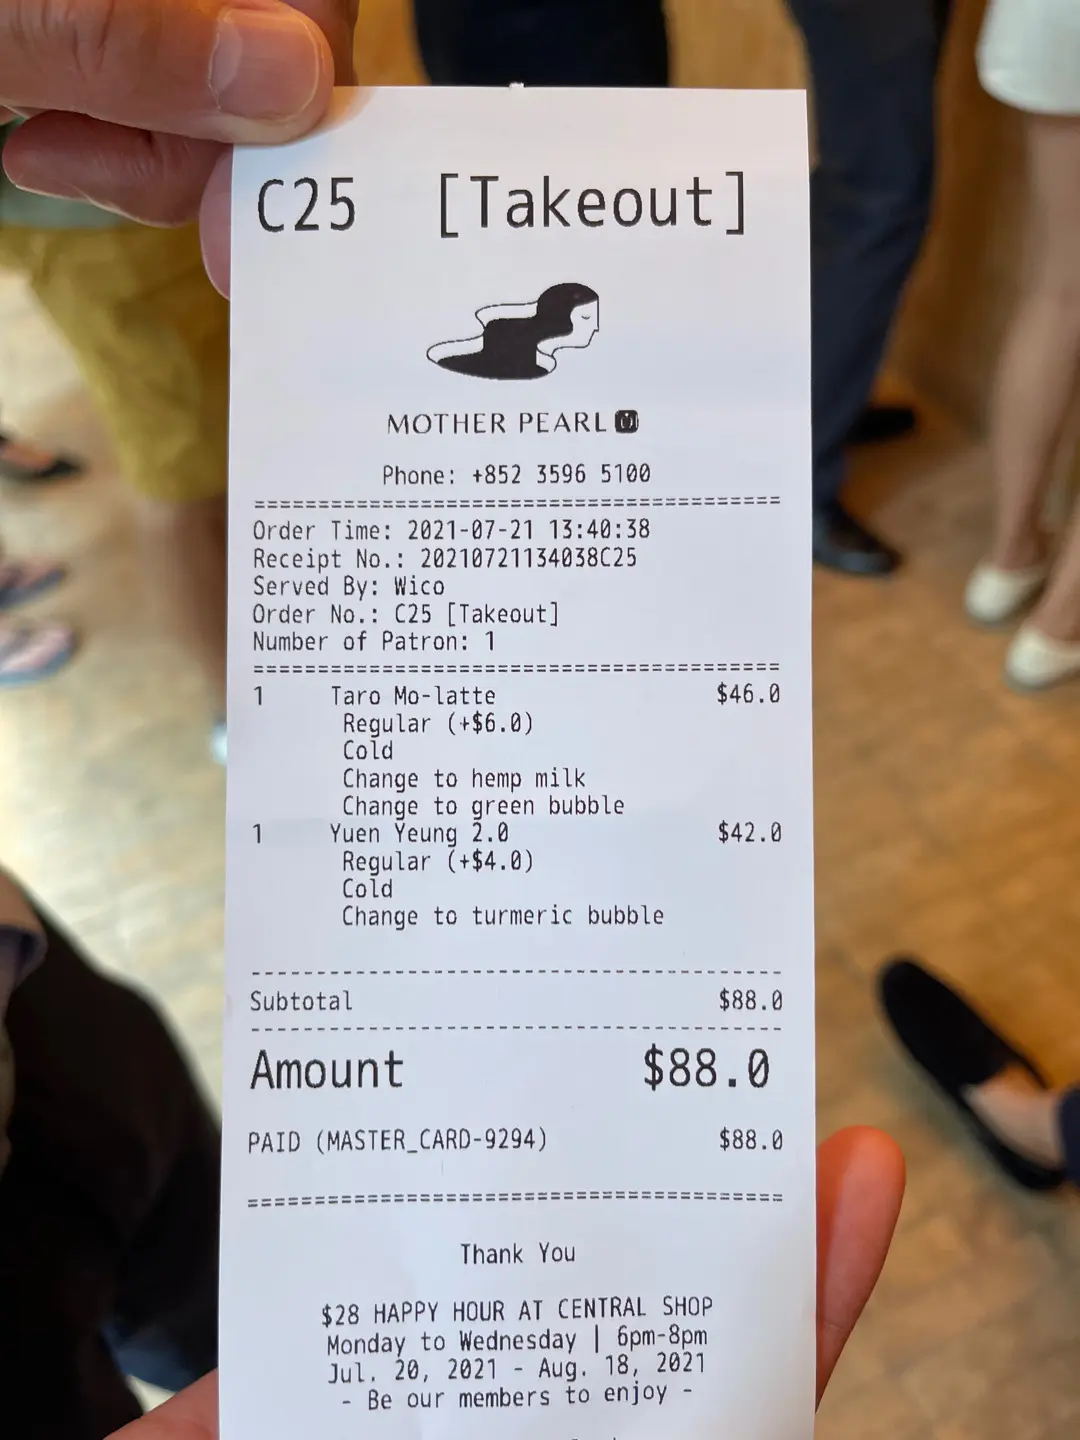 C25 [Takeout]
MOTHER PEARL
Phone: +852 3596 5100
=========================================
Order Time: 2021-07-21 13:40:38
Receipt No.: 20210721134038C25
Served By: Wico
Order No.: C25 [Takeout]
Number of Patron: 1
=========================================
1 Taro Mo-latte $46.0
Regular (+$6.0)
Cold
Change to hemp milk
Change to green bubble
1 Yuen Yeung 2.0 $42.0
Regular (+$4.0)
Cold
Change to turmeric bubble
-----------------------------------------
Subtotal $88.0
-----------------------------------------
Amount $88.0
PAID (MASTER_CARD-9294) $88.0
=========================================
Thank You
$28 HAPPY HOUR AT CENTRAL SHOP
Monday to Wednesday | 6pm-8pm
Jul. 20, 2021 - Aug. 18, 2021
- Be our members to enjoy -